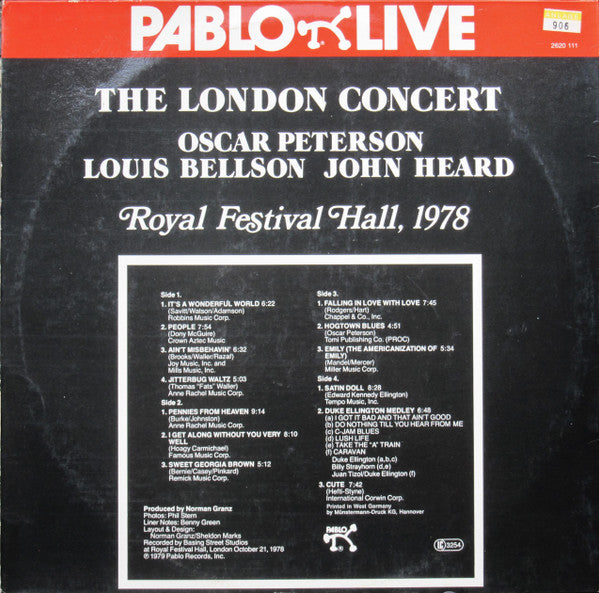 PABLO LIVE
906
2620 111
THE LONDON CONCERT
OSCAR PETERSON
LOUIS BELLSON JOHN HEARD
Royal Festival Hall, 1978
Side 1.
1. IT'S A WONDERFUL WORLD 6:22
(Savitt/Watson/Adamson)
Robbins Music Corp.
2. PEOPLE 7:54
(Dony McGuire)
Crown Aztec Music
3. AIN'T MISBEHAVIN' 6:32
(Brooks/Waller/Razaf)
Joy Music, Inc. and
Mills Music, Inc.
4. JITTERBUG WALTZ 5:03
(Thomas "Fats" Waller)
Anne Rachel Music Corp.
Side 2.
1. PENNIES FROM HEAVEN 9:14
(Burke/Johnston)
Anne Rachel Music Corp.
2. I GET ALONG WITHOUT YOU VERY 8:10
WELL
(Hoagy Carmichael)
Famous Music Corp.
3. SWEET GEORGIA BROWN 5:12
(Bernie/Casey/Pinkard)
Remick Music Corp.
Side 3.
1. FALLING IN LOVE WITH LOVE 7:45
(Rodgers/Hart)
Chappel & Co., Inc.
2. HOGTOWN BLUES 4:51
(Oscar Peterson)
Tomi Publishing Co. (PROC)
3. EMILY (THE AMERICANIZATION OF 5:34
EMILY)
(Mandel/Mercer)
Miller Music Corp.
Side 4.
1. SATIN DOLL 8:28
(Edward Kennedy Ellington)
Tempo Music, Inc.
2. DUKE ELLINGTON MEDLEY 6:48
(a) I GOT IT BAD AND THAT AIN'T GOOD
(b) DO NOTHING TILL YOU HEAR FROM ME
(c) C-JAM BLUES
(d) LUSH LIFE
(e) TAKE THE "A" TRAIN
(f) CARAVAN
Duke Ellington (a,b,c)
Billy Strayhorn (d,e)
Juan Tizol/Duke Ellington (f)
3. CUTE 7:42
(Hefti-Styne)
International Corwin Corp.
Printed in West Germany
by Münstermann-Druck KG, Hannover
Produced by Norman Granz
Photos: Phil Stern
Liner Notes: Benny Green
Layout & Design:
Norman Granz/Sheldon Marks
Recorded by Basing Street Studios
at Royal Festival Hall, London October 21, 1978
℗ 1979 Pablo Records, Inc.
PABLO
LC 3254